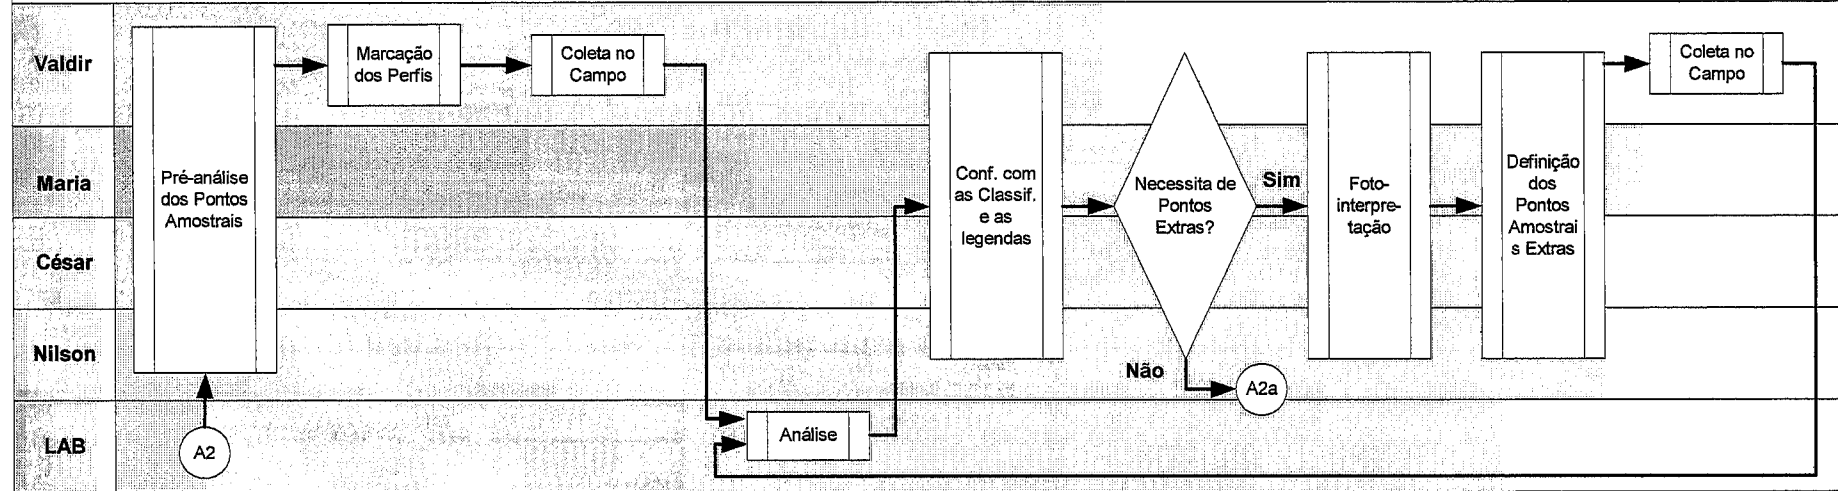 Valdir
Maria
César
Nilson
LAB
Pré-análise
dos Pontos
Amostrais
A2
Marcação
dos Perfis
Coleta no
Campo
Análise
Conf. com
as Classif.
e as
legendas
Necessita de
Pontos
Extras?
Sim
Não
A2a
Foto-
interpre-
tação
Definição
dos
Pontos
Amostrai
s Extras
Coleta no
Campo